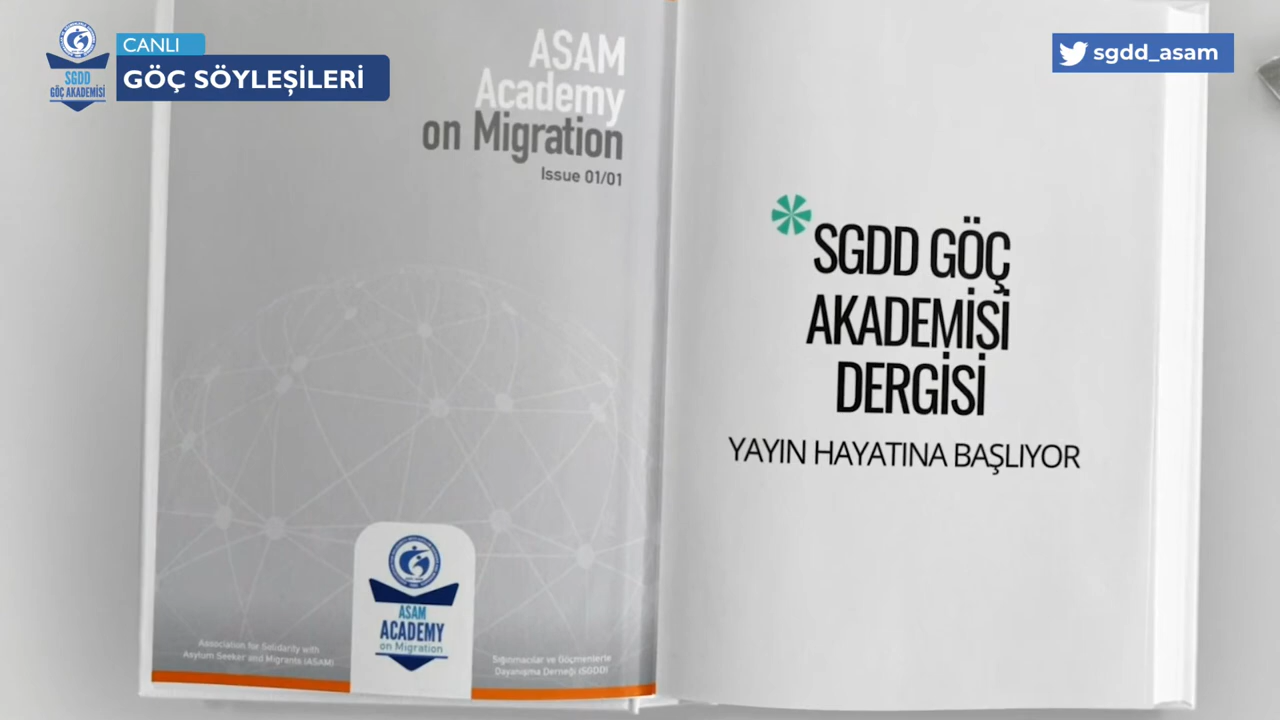 CANLI
GÖÇ SÖYLEŞİLERİ
SGDD
GÖÇ AKADEMİSİ
sgdd_asam
ASAM
Academy
on Migration
Issue 01/01
ASAM
ACADEMY
on Migration
Association for Solidarity with
Asylum Seeker and Migrants (ASAM)
Sığınmacılar ve Göçmenlerle
Dayanışma Derneği (SGDD)
SGDD GÖÇ
AKADEMİSİ
DERGİSİ
YAYIN HAYATINA BAŞLIYOR